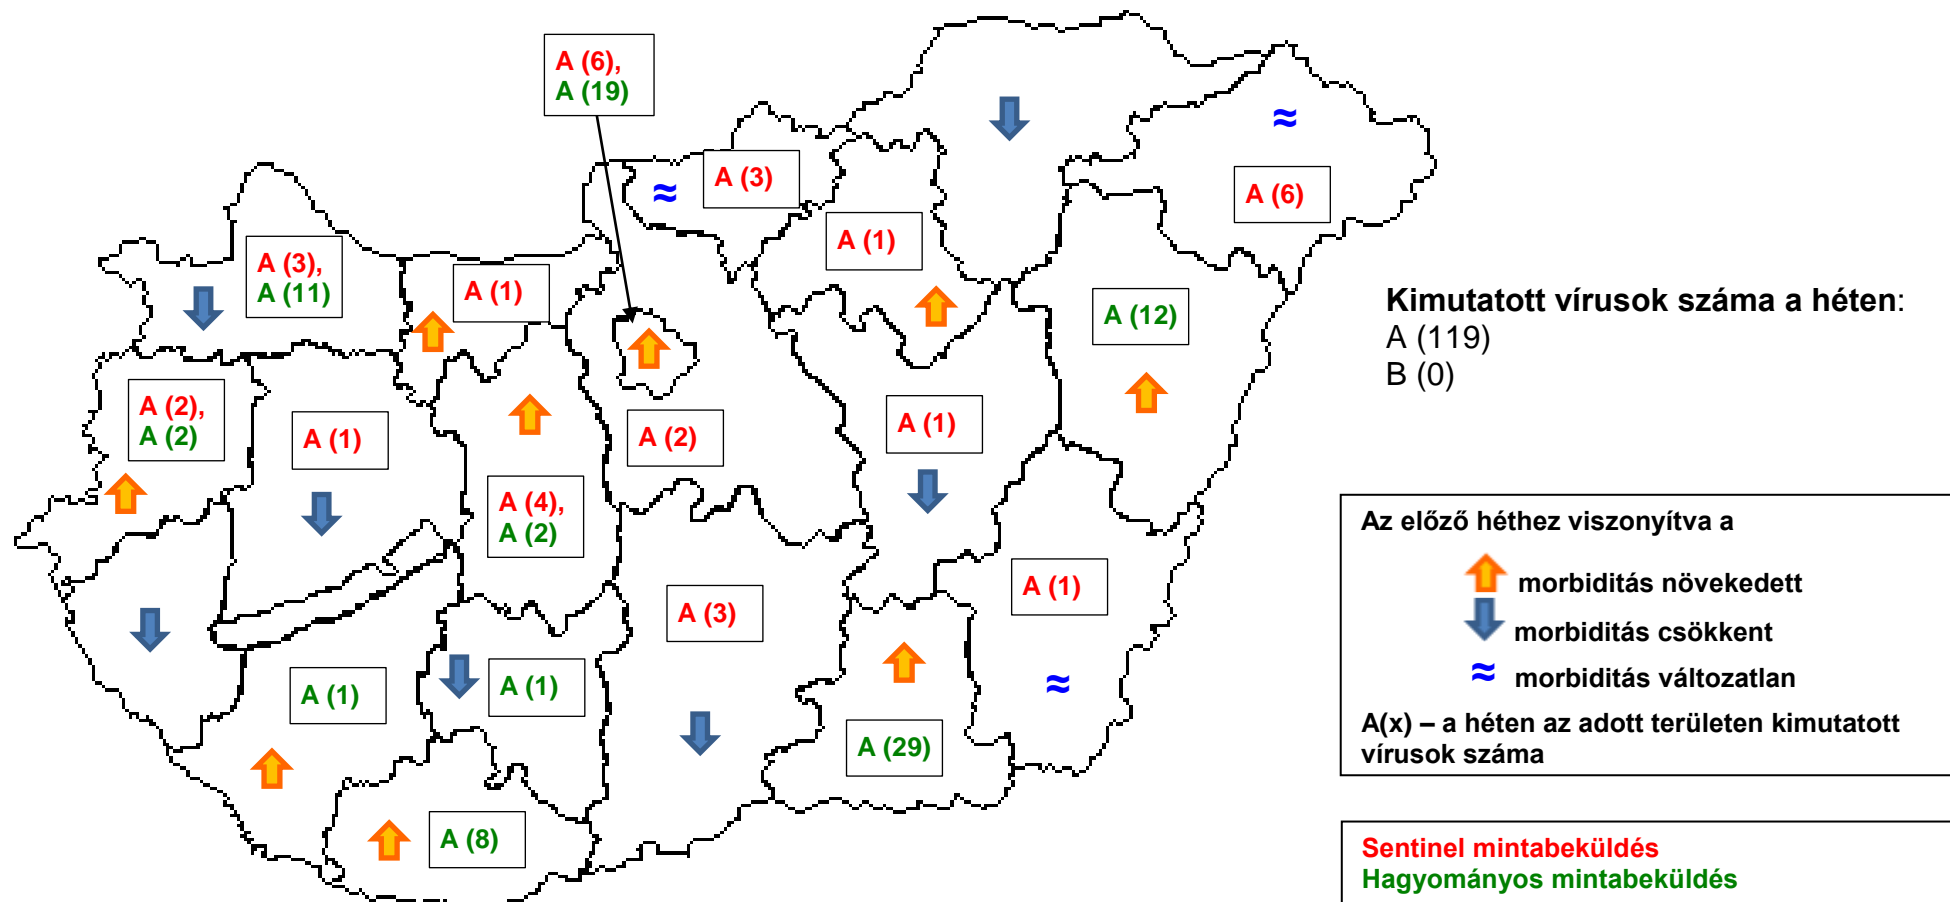 A (6),
A (19)
A (3)
A (6)
A (1)
A (3),
A (11)
A (1)
A (12)
Kimutatott vírusok száma a héten:
A (119)
B (0)
A (2),
A (2)
A (1)
A (2)
A (1)
A (4),
A (2)
A (1)
A (3)
A (1)
A (1)
A (29)
A (8)
Az előző héthez viszonyítva a
morbiditás növekedett
morbiditás csökkent
≈ morbiditás változatlan
A(x) – a héten az adott területen kimutatott
vírusok száma
Sentinel mintabeküldés
Hagyományos mintabeküldés